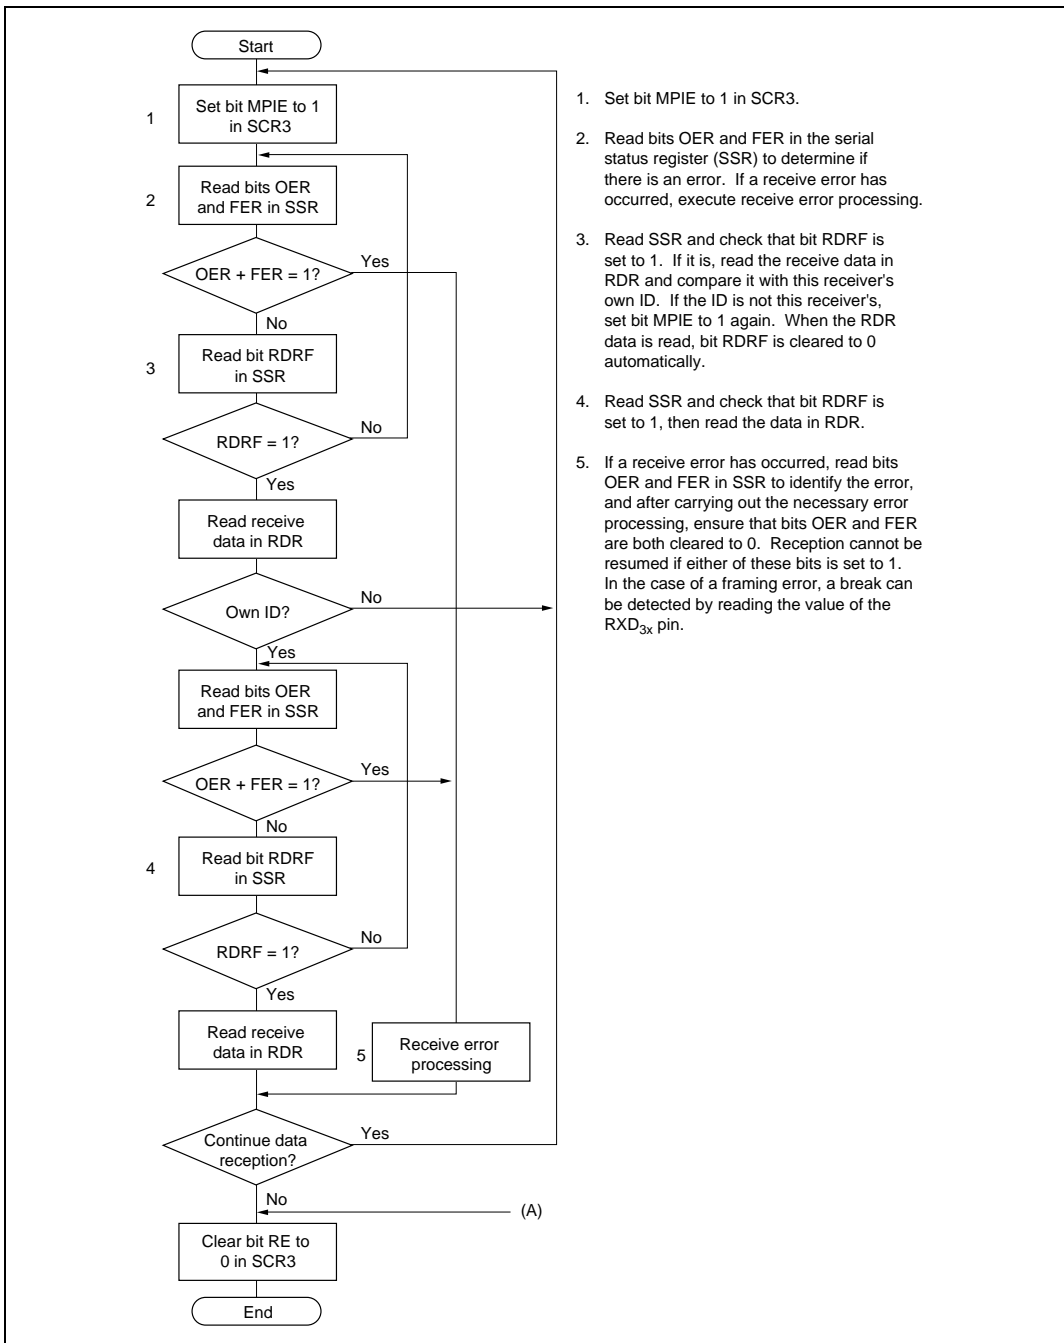 Start
1
Set bit MPIE to 1
in SCR3
2
Read bits OER
and FER in SSR
OER + FER = 1?
Yes
No
3
Read bit RDRF
in SSR
RDRF = 1?
No
Yes
Read receive
data in RDR
Own ID?
No
Yes
Read bits OER
and FER in SSR
OER + FER = 1?
Yes
No
4
Read bit RDRF
in SSR
RDRF = 1?
No
Yes
Read receive
data in RDR
5
Receive error
processing
Continue data
reception?
Yes
No
(A)
Clear bit RE to
0 in SCR3
End
1. Set bit MPIE to 1 in SCR3.
2. Read bits OER and FER in the serial
status register (SSR) to determine if
there is an error. If a receive error has
occurred, execute receive error processing.
3. Read SSR and check that bit RDRF is
set to 1. If it is, read the receive data in
RDR and compare it with this receiver's
own ID. If the ID is not this receiver's,
set bit MPIE to 1 again. When the RDR
data is read, bit RDRF is cleared to 0
automatically.
4. Read SSR and check that bit RDRF is
set to 1, then read the data in RDR.
5. If a receive error has occurred, read bits
OER and FER in SSR to identify the error,
and after carrying out the necessary error
processing, ensure that bits OER and FER
are both cleared to 0. Reception cannot be
resumed if either of these bits is set to 1.
In the case of a framing error, a break can
be detected by reading the value of the
RXD3x pin.